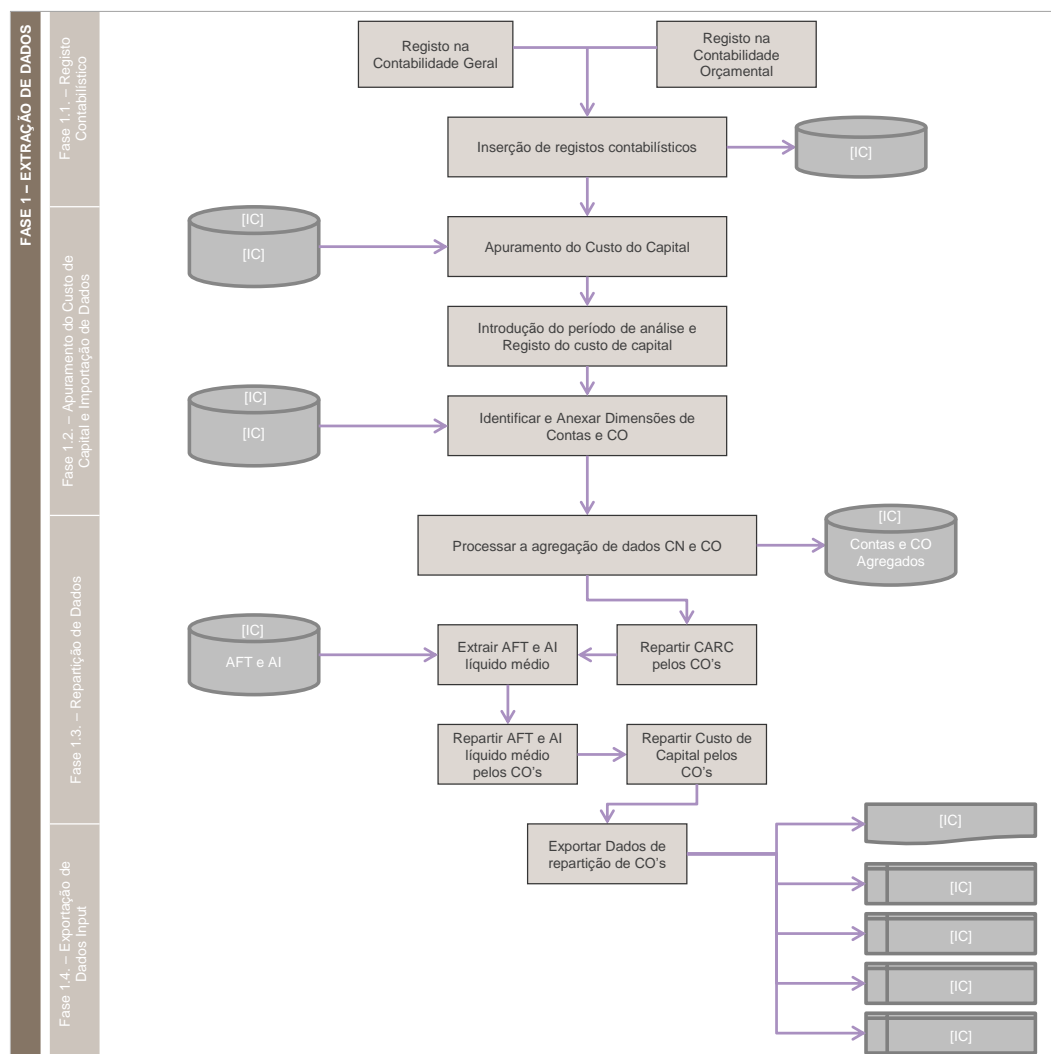 FASE 1 – EXTRAÇÃO DE DADOS
Fase 1.1. – Registo
Contabilístico
Registo na
Contabilidade Geral
Registo na
Contabilidade
Orçamental
Inserção de registos contabilísticos
[IC]
Fase 1.2. – Apuramento do Custo de
Capital e Importação de Dados
[IC]
[IC]
Apuramento do Custo do Capital
Introdução do período de análise e
Registo do custo de capital
[IC]
[IC]
Identificar e Anexar Dimensões de
Contas e CO
Fase 1.3. – Repartição de Dados
Processar a agregação de dados CN e CO
[IC]
Contas e CO
Agregados
[IC]
AFT e AI
Extrair AFT e AI
líquido médio
Repartir CARC
pelos CO's
Repartir AFT e AI
líquido médio
pelos CO's
Repartir Custo de
Capital pelos
CO's
Fase 1.4. – Exportação de
Dados Input
Exportar Dados de
repartição de CO's
[IC]
[IC]
[IC]
[IC]
[IC]